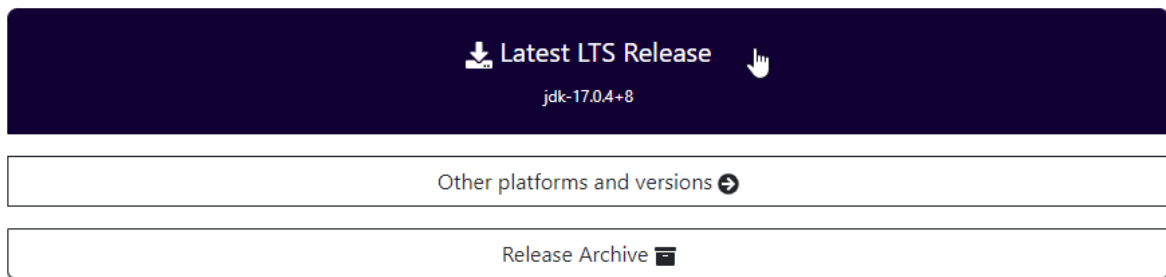 Latest LTS Release
jdk-17.0.4+8
Other platforms and versions
Release Archive